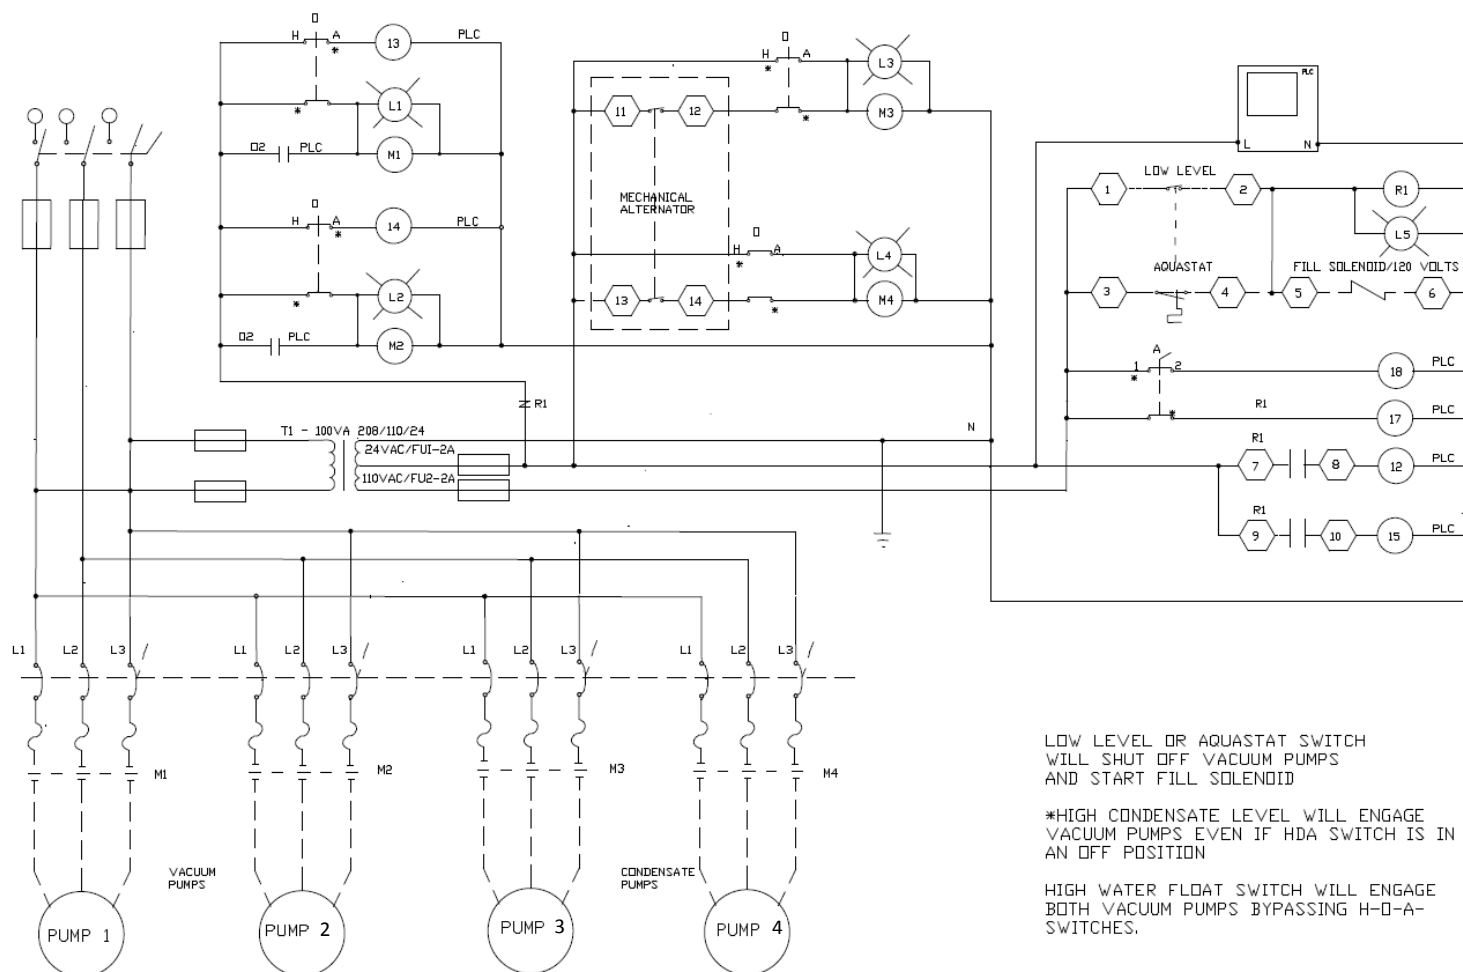 O
H A * 13 PLC
* L1
O2 PLC M1
O
H A * 14 PLC
* L2
O2 PLC M2
R1
O
H A * L3
11 12 * M3
MECHANICAL
ALTERNATOR
O
H A * L4
13 14 * M4
PLC
L N
LOW LEVEL
1 2 R1
L5
AQUASTAT FILL SOLENOID/120 VOLTS
3 4 5 6
A
1 2 * 18 PLC
* R1 17 PLC
R1
7 8 12 PLC
R1
9 10 15 PLC
T1 - 100VA 208/110/24
24VAC/FU1-2A
110VAC/FU2-2A
N
L1 L2 L3 L1 L2 L3 L1 L2 L3 L1 L2 L3
M1 M2 M3 M4
VACUUM
PUMPS
CONDENSATE
PUMPS
PUMP 1 PUMP 2 PUMP 3 PUMP 4
LOW LEVEL OR AQUASTAT SWITCH
WILL SHUT OFF VACUUM PUMPS
AND START FILL SOLENOID
*HIGH CONDENSATE LEVEL WILL ENGAGE
VACUUM PUMPS EVEN IF HOA SWITCH IS IN
AN OFF POSITION
HIGH WATER FLOAT SWITCH WILL ENGAGE
BOTH VACUUM PUMPS BYPASSING H-O-A-
SWITCHES.